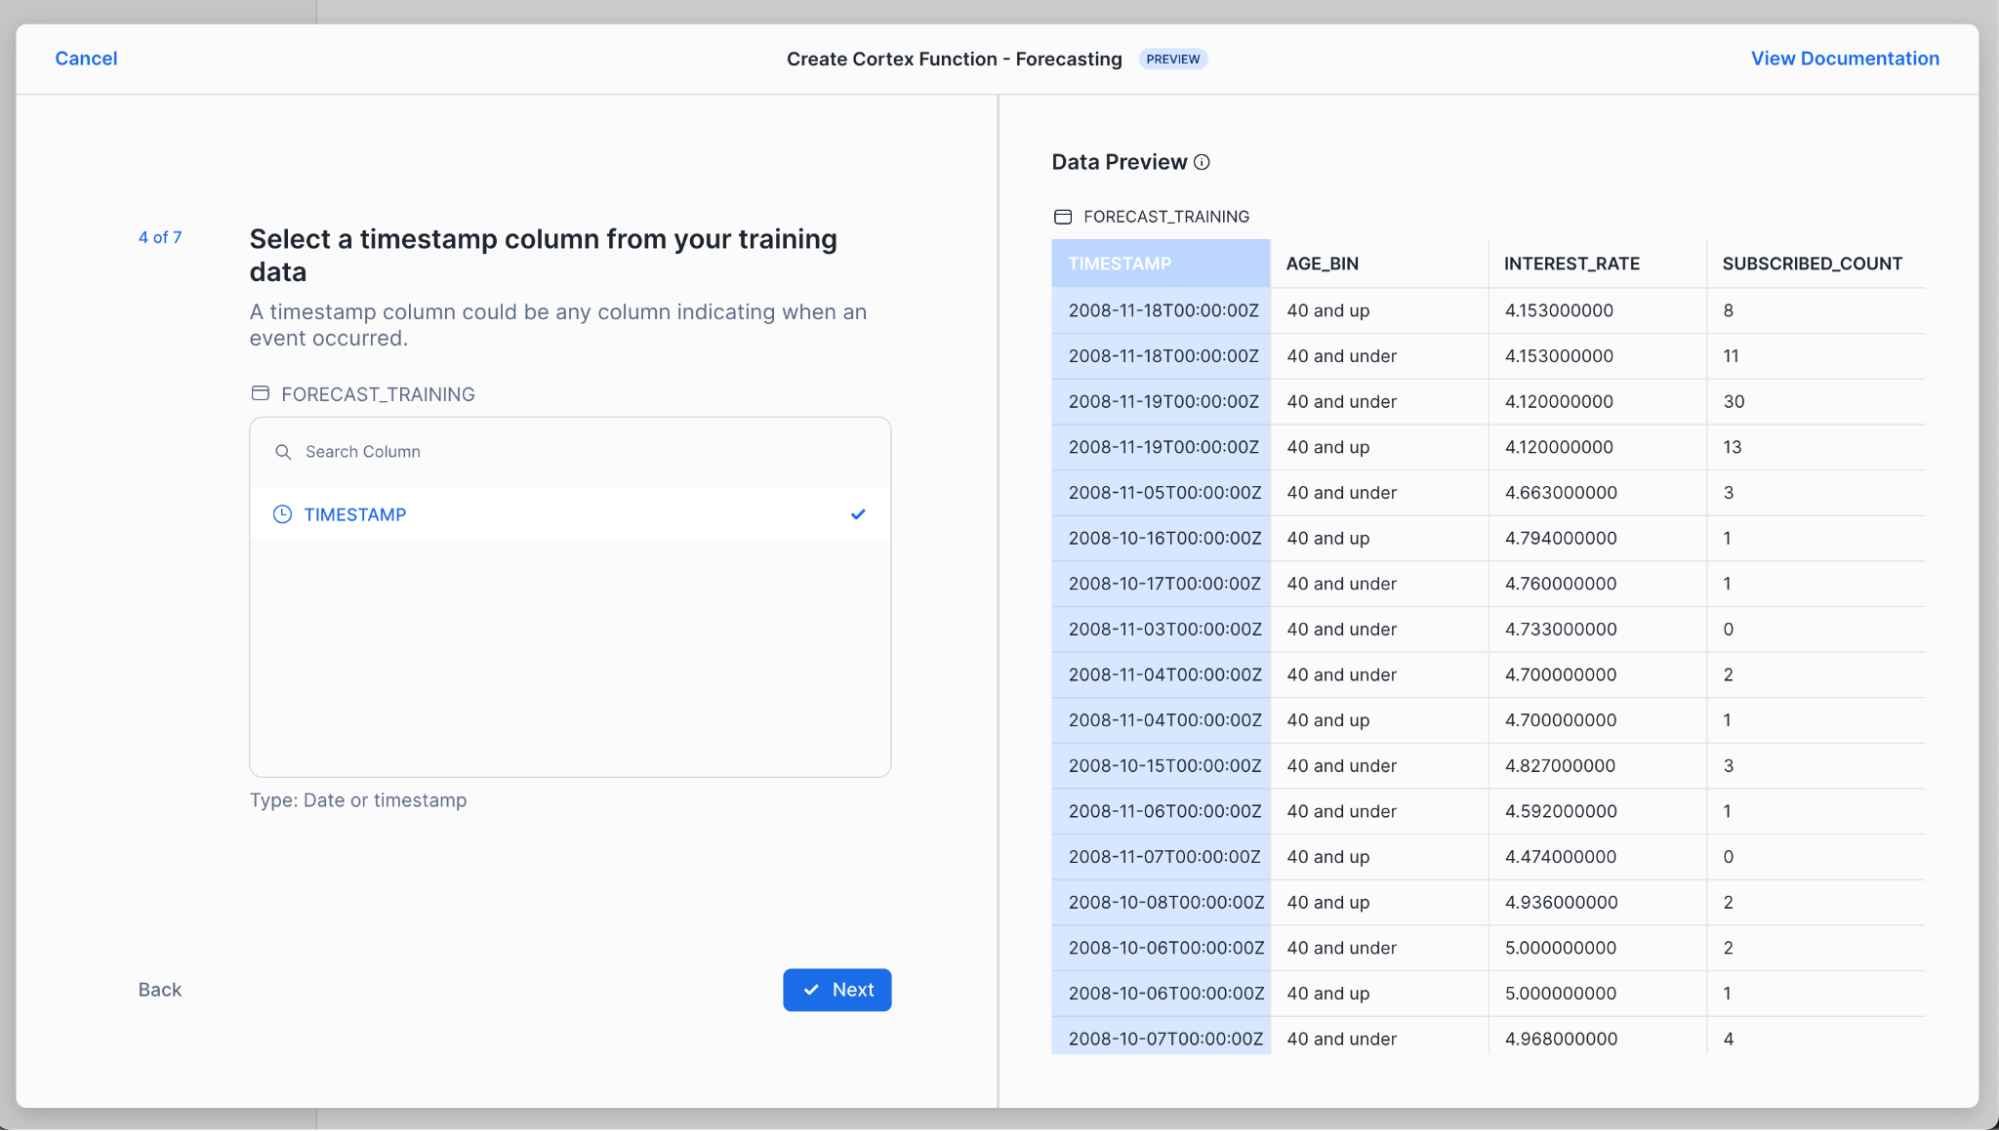 Cancel
Create Cortex Function - Forecasting PREVIEW
View Documentation
4 of 7
Select a timestamp column from your training
data
A timestamp column could be any column indicating when an
event occurred.
FORECAST_TRAINING
Search Column
TIMESTAMP
Type: Date or timestamp
Back
Next
Data Preview
FORECAST_TRAINING
TIMESTAMP AGE_BIN INTEREST_RATE SUBSCRIBED_COUNT
2008-11-18T00:00:00Z 40 and up 4.153000000 8
2008-11-18T00:00:00Z 40 and under 4.153000000 11
2008-11-19T00:00:00Z 40 and under 4.120000000 30
2008-11-19T00:00:00Z 40 and up 4.120000000 13
2008-11-05T00:00:00Z 40 and under 4.663000000 3
2008-10-16T00:00:00Z 40 and up 4.794000000 1
2008-10-17T00:00:00Z 40 and under 4.760000000 1
2008-11-03T00:00:00Z 40 and under 4.733000000 0
2008-11-04T00:00:00Z 40 and under 4.700000000 2
2008-11-04T00:00:00Z 40 and up 4.700000000 1
2008-10-15T00:00:00Z 40 and under 4.827000000 3
2008-11-06T00:00:00Z 40 and under 4.592000000 1
2008-11-07T00:00:00Z 40 and up 4.474000000 0
2008-10-08T00:00:00Z 40 and up 4.936000000 2
2008-10-06T00:00:00Z 40 and under 5.000000000 2
2008-10-06T00:00:00Z 40 and up 5.000000000 1
2008-10-07T00:00:00Z 40 and under 4.968000000 4